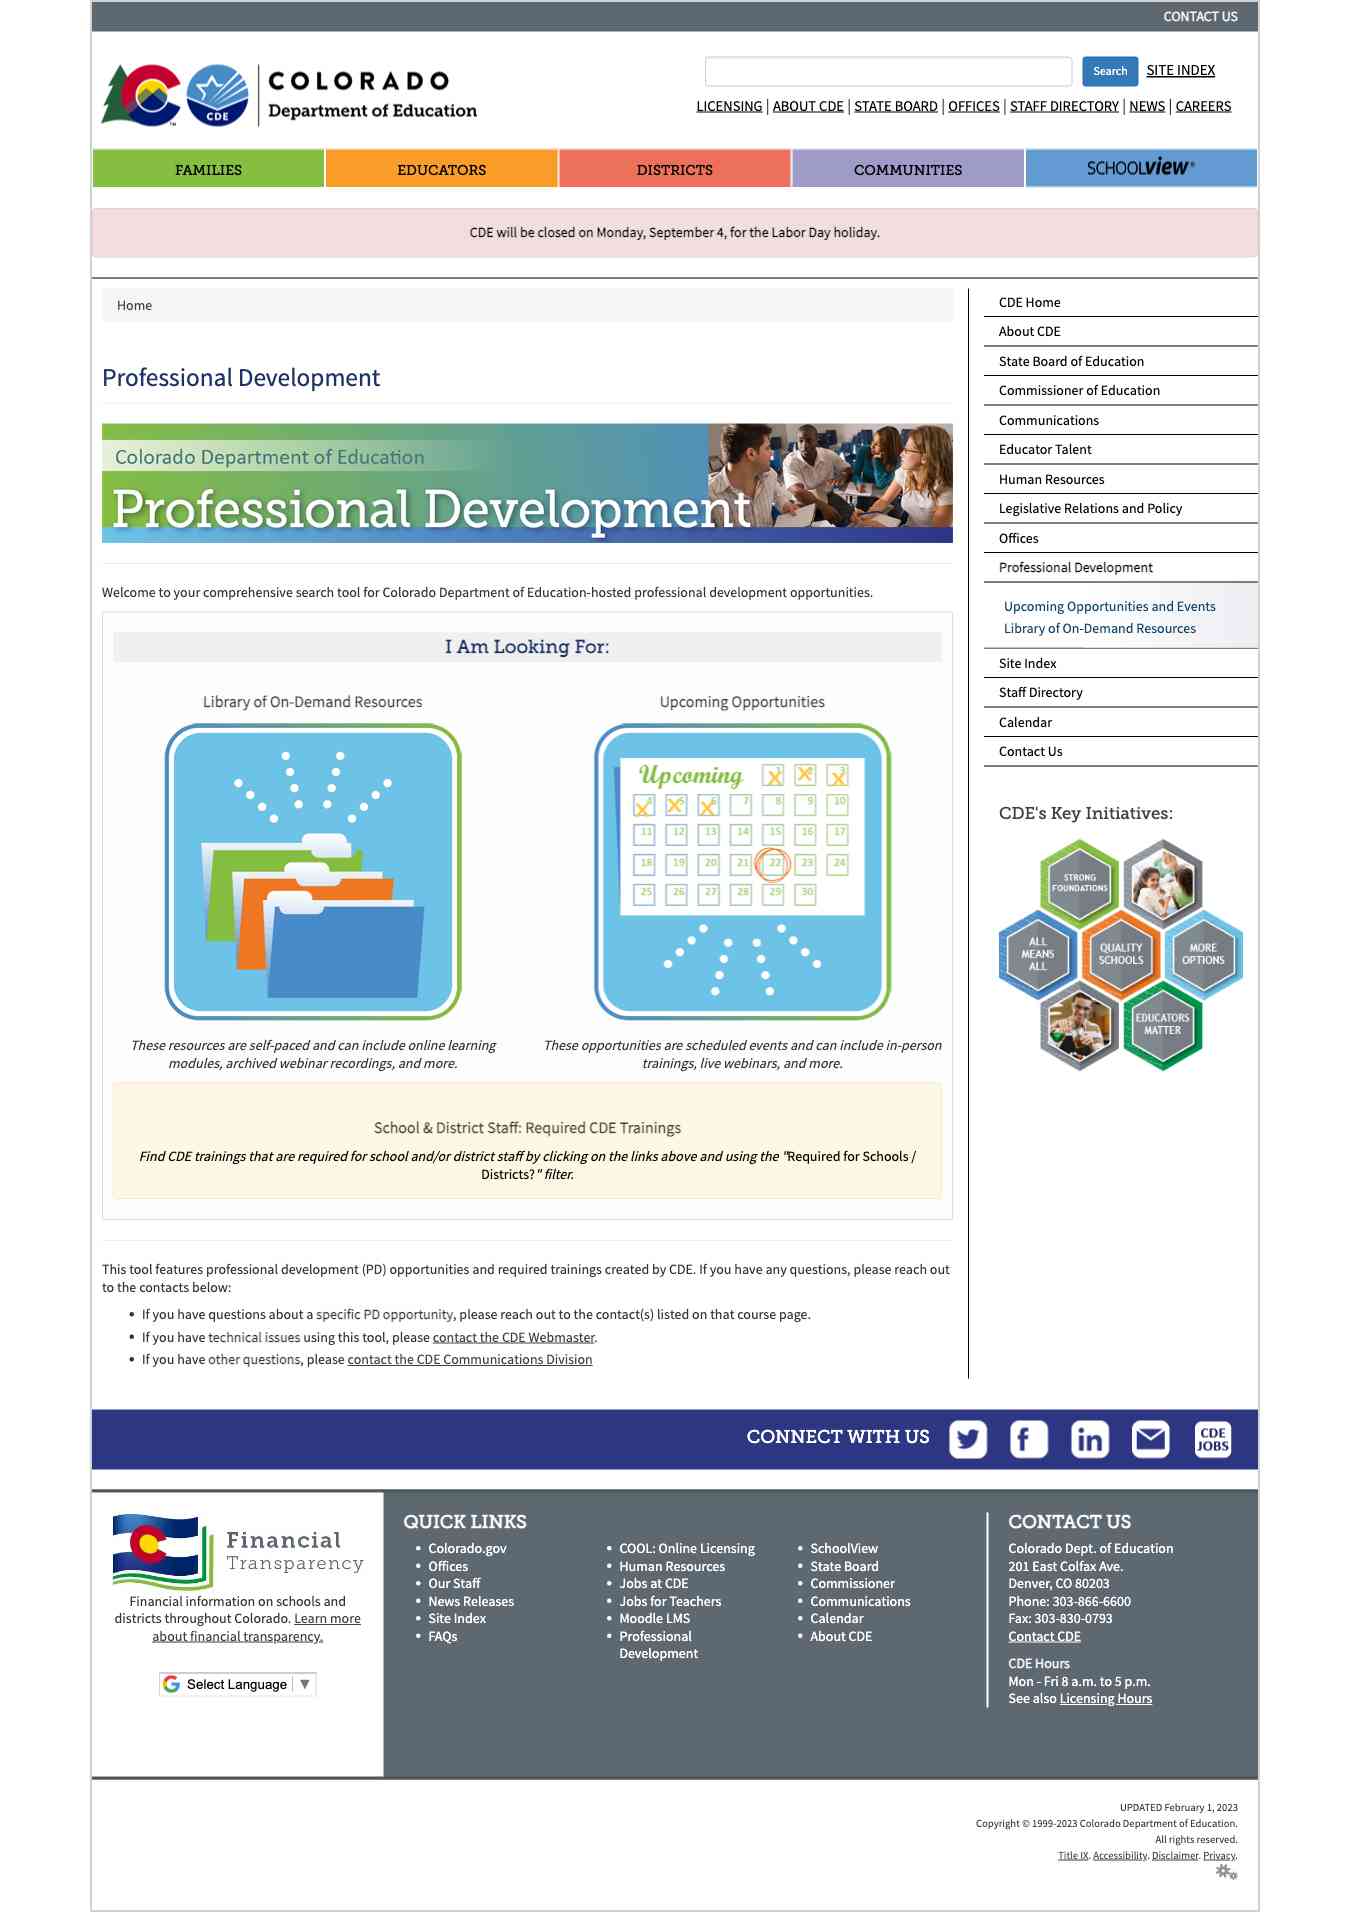 CONTACT US
COLORADO
Department of Education
CDE
TM
Search
SITE INDEX
LICENSING | ABOUT CDE | STATE BOARD | OFFICES | STAFF DIRECTORY | NEWS | CAREERS
FAMILIES
EDUCATORS
DISTRICTS
COMMUNITIES
SCHOOLVIEW®
CDE will be closed on Monday, September 4, for the Labor Day holiday.
Home
Professional Development
Colorado Department of Education
Professional Development
Welcome to your comprehensive search tool for Colorado Department of Education-hosted professional development opportunities.
I Am Looking For:
Library of On-Demand Resources
Upcoming Opportunities
Upcoming 1 2 3
4 5 6 7 8 9 10
11 12 13 14 15 16 17
18 19 20 21 22 23 24
25 26 27 28 29 30
These resources are self-paced and can include online learning
modules, archived webinar recordings, and more.
These opportunities are scheduled events and can include in-person
trainings, live webinars, and more.
School & District Staff: Required CDE Trainings
Find CDE trainings that are required for school and/or district staff by clicking on the links above and using the "Required for Schools /
Districts?" filter.
This tool features professional development (PD) opportunities and required trainings created by CDE. If you have any questions, please reach out
to the contacts below:
• If you have questions about a specific PD opportunity, please reach out to the contact(s) listed on that course page.
• If you have technical issues using this tool, please contact the CDE Webmaster.
• If you have other questions, please contact the CDE Communications Division
CDE Home
About CDE
State Board of Education
Commissioner of Education
Communications
Educator Talent
Human Resources
Legislative Relations and Policy
Offices
Professional Development
Upcoming Opportunities and Events
Library of On-Demand Resources
Site Index
Staff Directory
Calendar
Contact Us
CDE's Key Initiatives:
STRONG
FOUNDATIONS
ALL
MEANS
ALL
QUALITY
SCHOOLS
MORE
OPTIONS
EDUCATORS
MATTER
CONNECT WITH US
CDE
JOBS
Financial
Transparency
Financial information on schools and
districts throughout Colorado. Learn more
about financial transparency.
Select Language ▼
QUICK LINKS
• Colorado.gov
• Offices
• Our Staff
• News Releases
• Site Index
• FAQs
• COOL: Online Licensing
• Human Resources
• Jobs at CDE
• Jobs for Teachers
• Moodle LMS
• Professional
Development
• SchoolView
• State Board
• Commissioner
• Communications
• Calendar
• About CDE
CONTACT US
Colorado Dept. of Education
201 East Colfax Ave.
Denver, CO 80203
Phone: 303-866-6600
Fax: 303-830-0793
Contact CDE
CDE Hours
Mon - Fri 8 a.m. to 5 p.m.
See also Licensing Hours
UPDATED February 1, 2023
Copyright © 1999-2023 Colorado Department of Education.
All rights reserved.
Title IX. Accessibility. Disclaimer. Privacy.